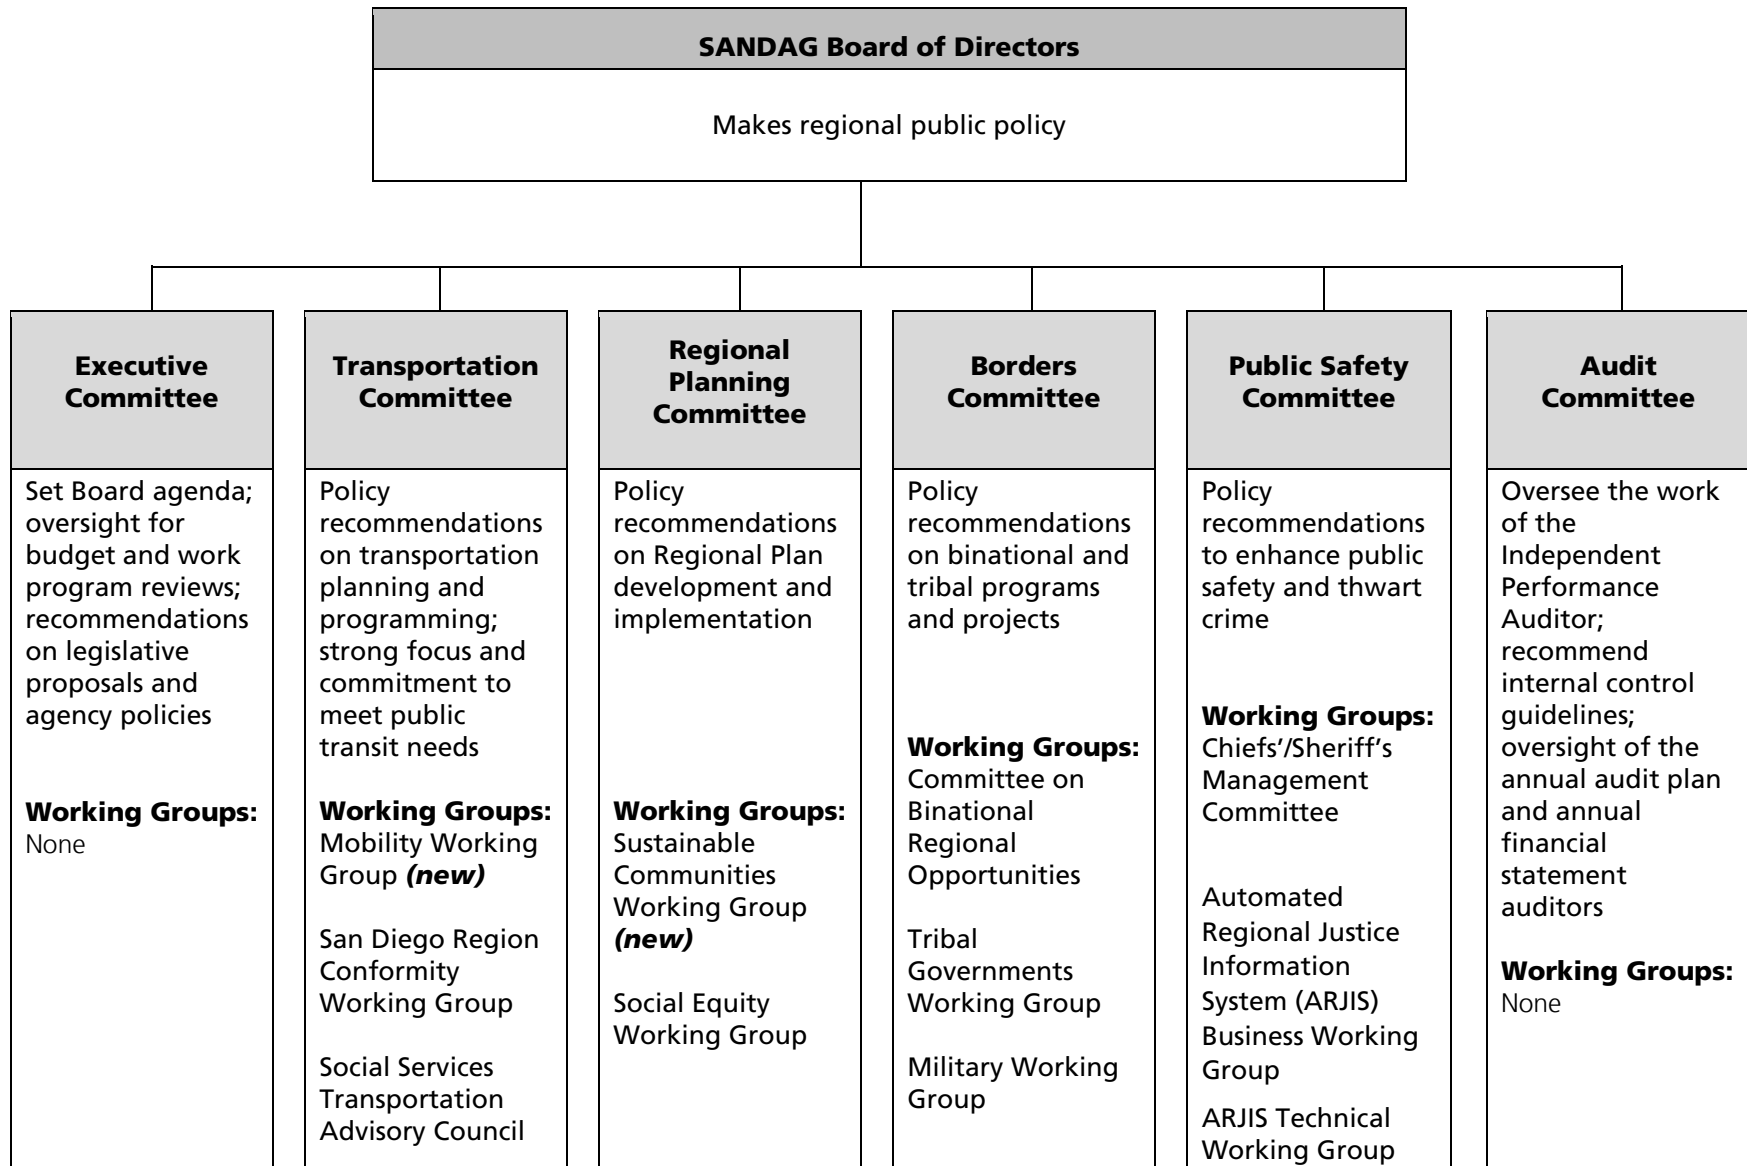 SANDAG Board of Directors
Makes regional public policy
Executive
Committee
Set Board agenda;
oversight for
budget and work
program reviews;
recommendations
on legislative
proposals and
agency policies
Working Groups:
None
Transportation
Committee
Policy
recommendations
on transportation
planning and
programming;
strong focus and
commitment to
meet public
transit needs
Working Groups:
Mobility Working
Group (new)
San Diego Region
Conformity
Working Group
Social Services
Transportation
Advisory Council
Regional
Planning
Committee
Policy
recommendations
on Regional Plan
development and
implementation
Working Groups:
Sustainable
Communities
Working Group
(new)
Social Equity
Working Group
Borders
Committee
Policy
recommendations
on binational and
tribal programs
and projects
Working Groups:
Committee on
Binational
Regional
Opportunities
Tribal
Governments
Working Group
Military Working
Group
Public Safety
Committee
Policy
recommendations
to enhance public
safety and thwart
crime
Working Groups:
Chiefs’/Sheriff’s
Management
Committee
Automated
Regional Justice
Information
System (ARJIS)
Business Working
Group
ARJIS Technical
Working Group
Audit
Committee
Oversee the work
of the
Independent
Performance
Auditor;
recommend
internal control
guidelines;
oversight of the
annual audit plan
and annual
financial
statement
auditors
Working Groups:
None